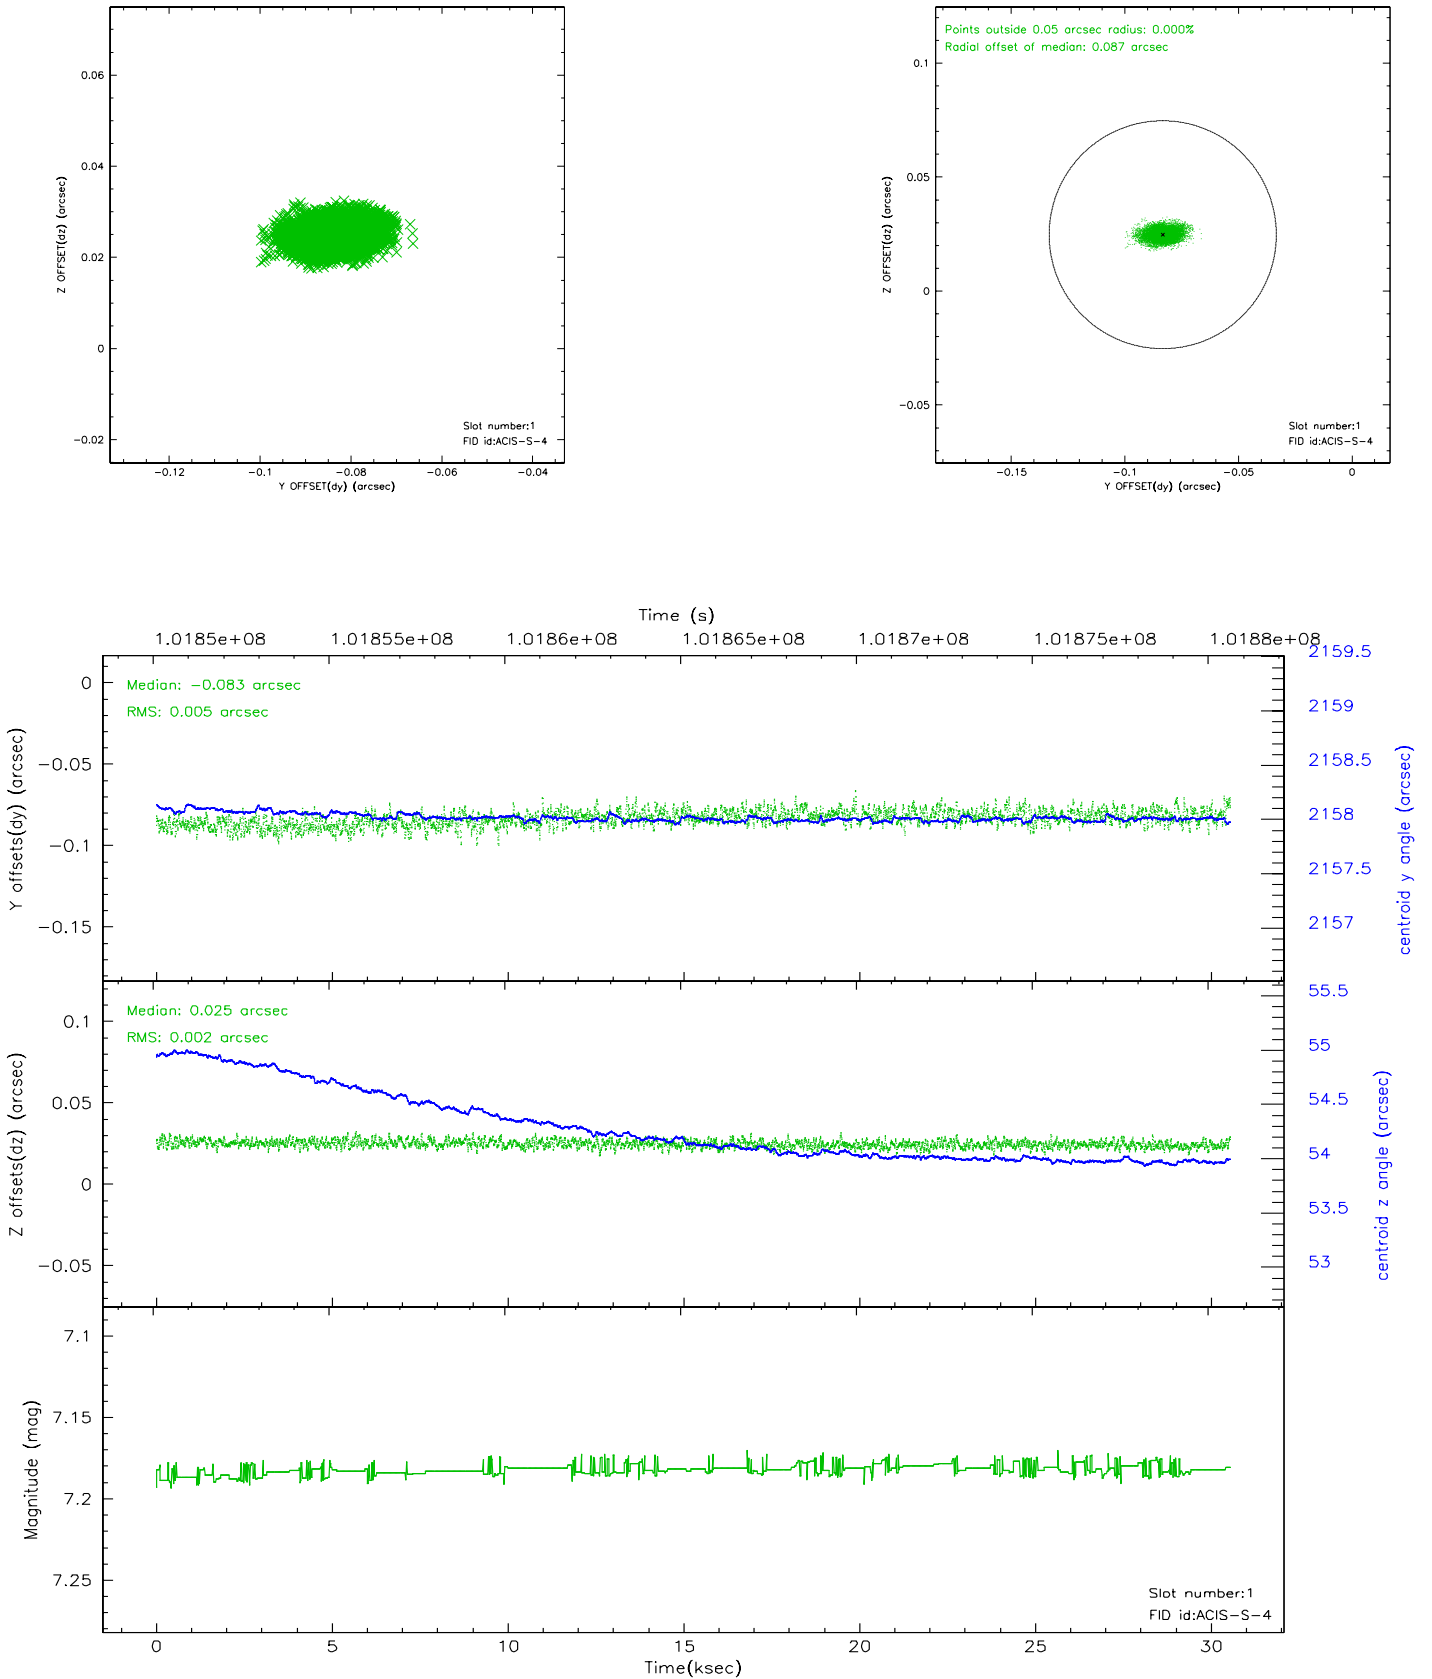 0.06
0.04
0.02
0
−0.02
Z OFFSET(dz) (arcsec)
Slot number:1
FID id:ACIS−S−4
−0.12
−0.1
−0.08
−0.06
−0.04
Y OFFSET(dy) (arcsec)
Points outside 0.05 arcsec radius: 0.000%
Radial offset of median: 0.087 arcsec
0.1
0.05
0
−0.05
Z OFFSET(dz) (arcsec)
Slot number:1
FID id:ACIS−S−4
−0.15
−0.1
−0.05
0
Y OFFSET(dy) (arcsec)
Time (s)
1.0185e+08
1.01855e+08
1.0186e+08
1.01865e+08
1.0187e+08
1.01875e+08
1.0188e+08
Median: −0.083 arcsec
RMS: 0.005 arcsec
0
−0.05
−0.1
−0.15
Y offsets(dy) (arcsec)
2159.5
2159
2158.5
2158
2157.5
2157
centroid y angle (arcsec)
Median: 0.025 arcsec
RMS: 0.002 arcsec
0.1
0.05
0
−0.05
Z offsets(dz) (arcsec)
55.5
55
54.5
54
53.5
53
centroid z angle (arcsec)
7.1
7.15
7.2
7.25
Magnitude (mag)
Slot number:1
FID id:ACIS−S−4
0
5
10
15
20
25
30
Time(ksec)